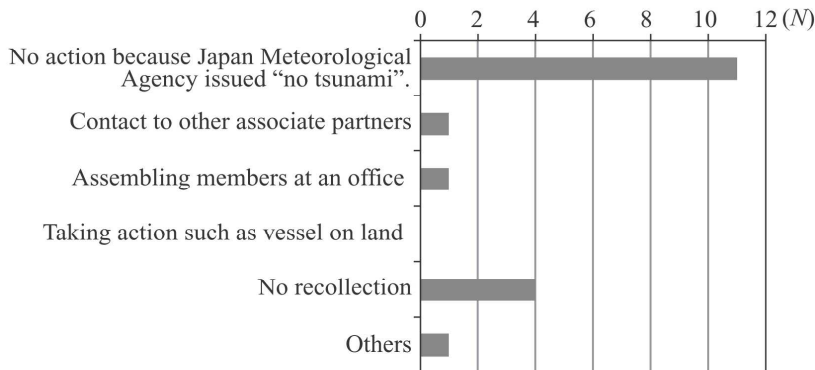 0 2 4 6 8 10 12 (N)
No action because Japan Meteorological
Agency issued “no tsunami”.
Contact to other associate partners
Assembling members at an office
Taking action such as vessel on land
No recollection
Others